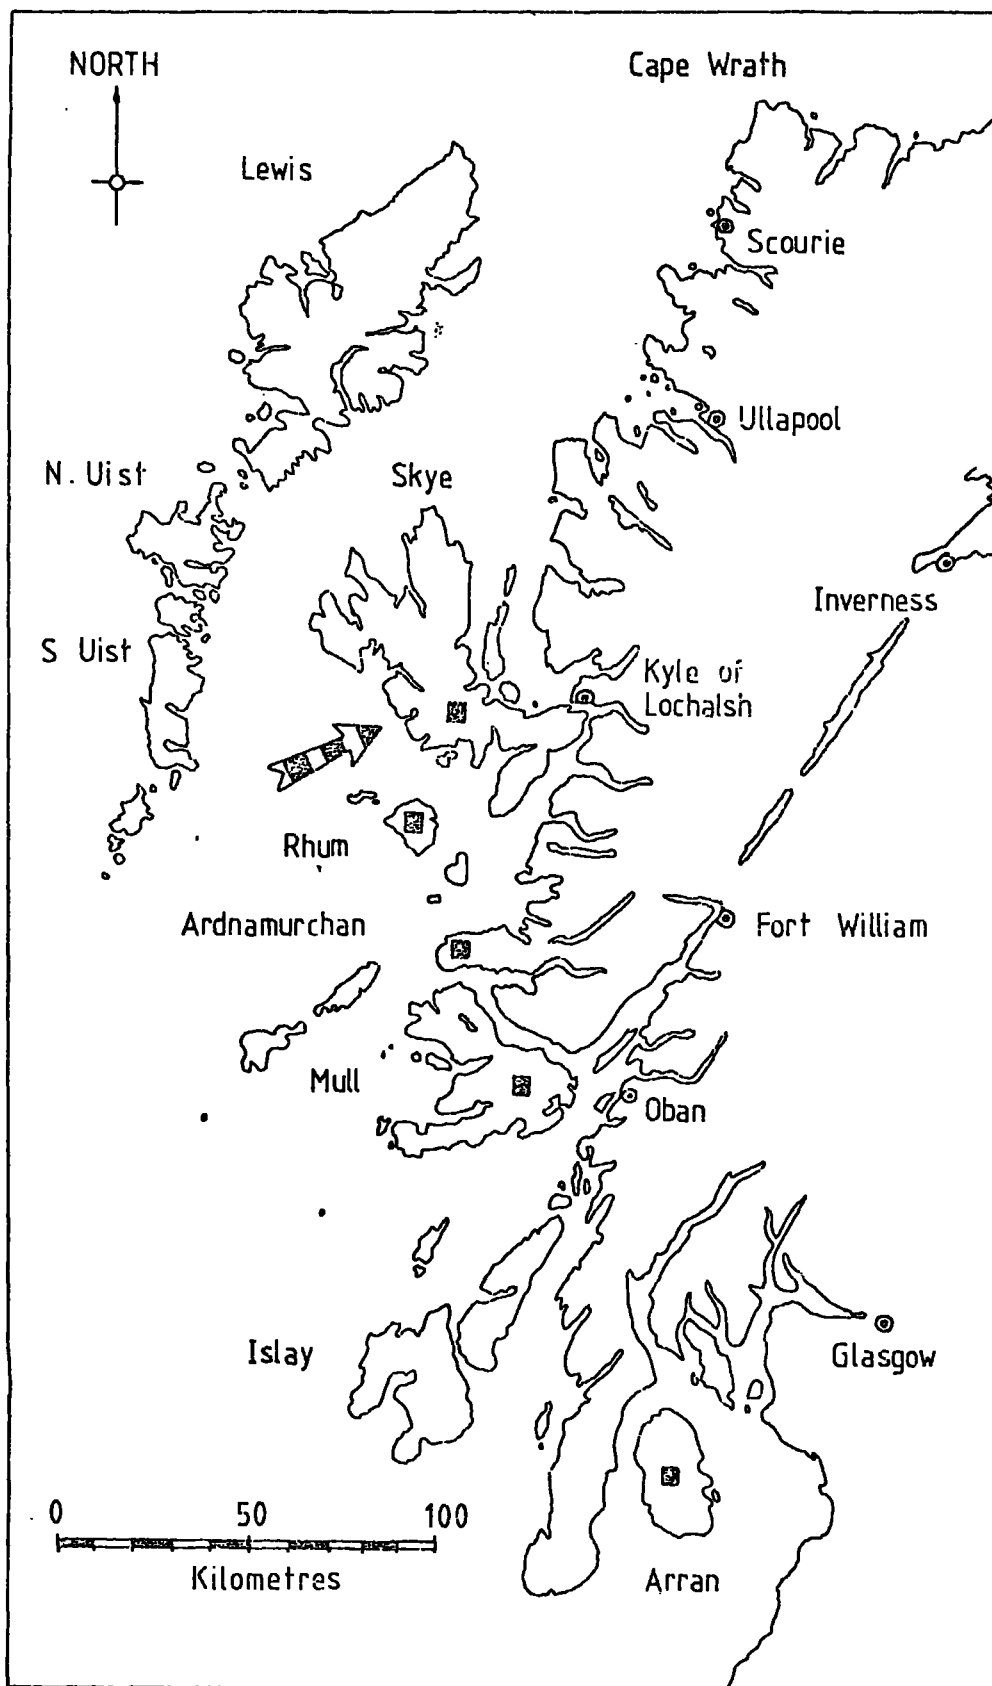 NORTH
Cape Wrath
Lewis
Scourie
Ullapool
N. Uist
Skye
Inverness
S Uist
Kyle of
Lochalsh
Rhum
Ardnamurchan
Fort William
Mull
Oban
Islay
Glasgow
0 50 100
Kilometres
Arran